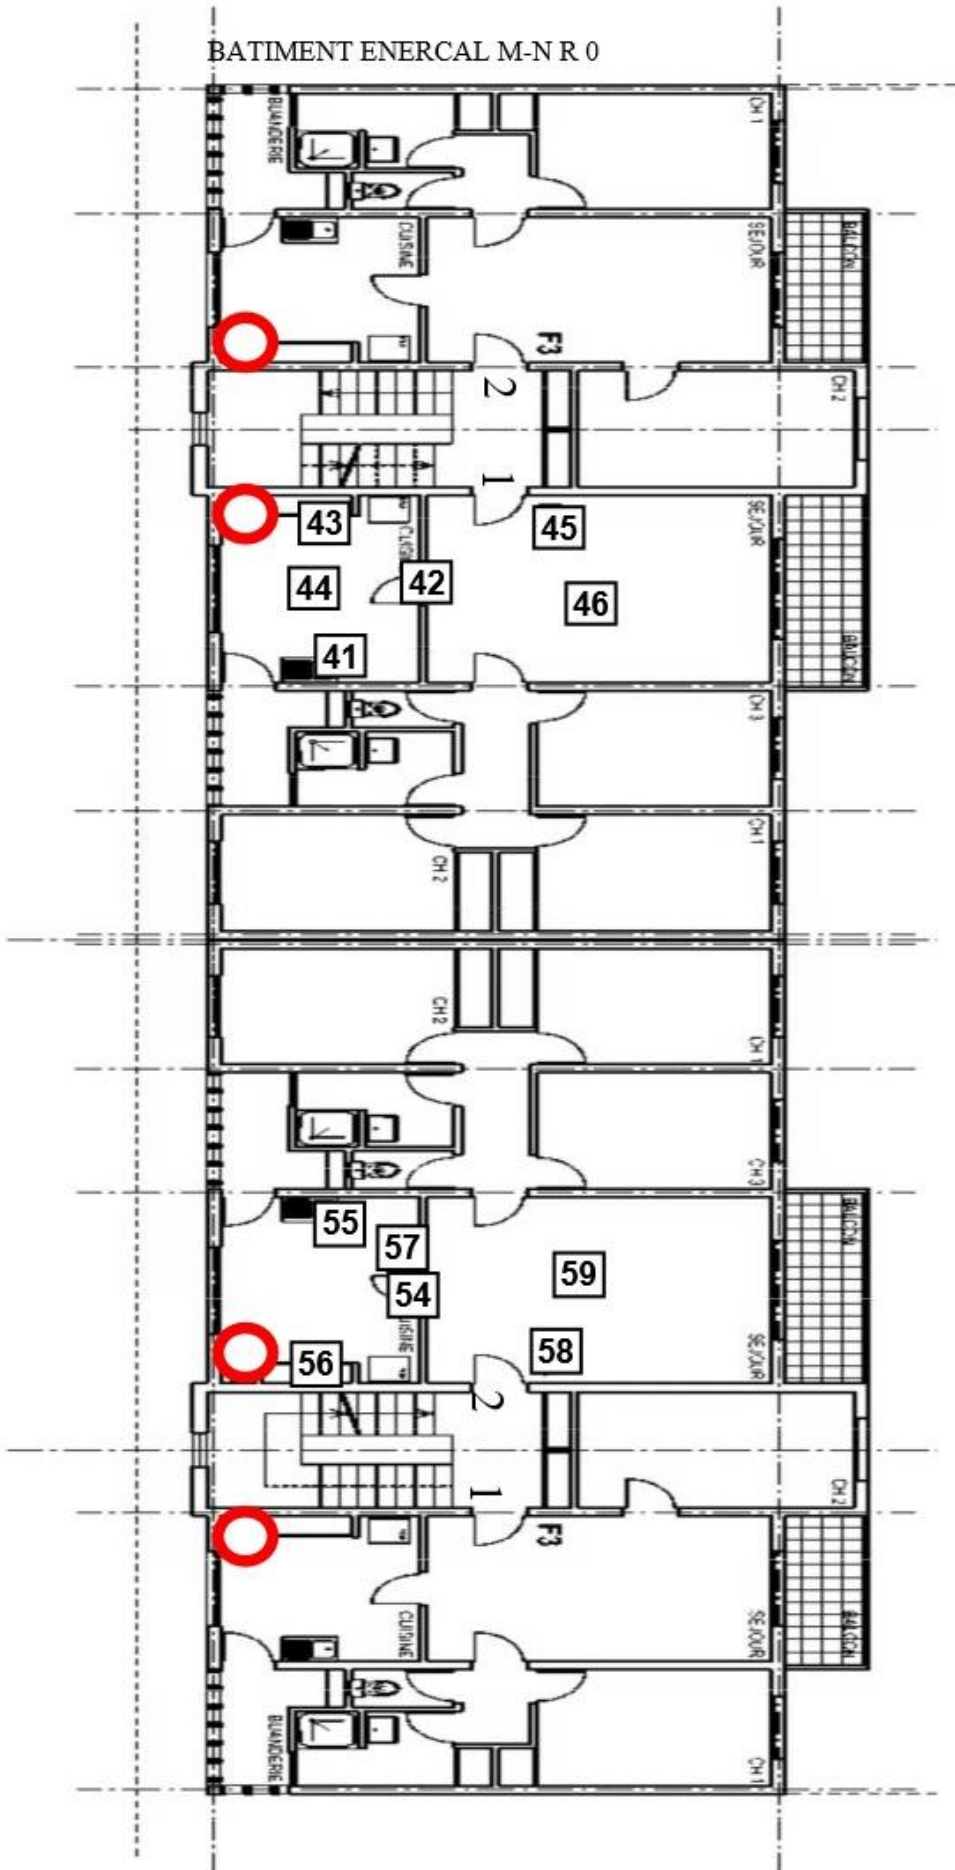 BATIMENT ENERCAL M-N R 0
BUANDERIE
CH 1
CUISINE
SEJOUR
BALCON
F3
2
CH 2
1
43
45
SEJOUR
44
42
46
41
BALCON
CH 3
CH 2
CH 1
CH 2
CH 1
CH 3
55
57
59
BALCON
54
58
SEJOUR
56
2
1
CH 2
F3
CUISINE
SEJOUR
BALCON
BUANDERIE
CH 1